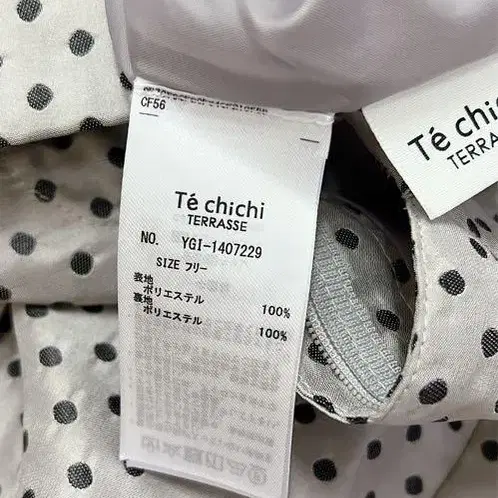 CF56
Té chichi
TERRASSE
NO. YGI-1407229
SIZE フリー
表地
ポリエステル 100%
裏地
ポリエステル 100%
Té chichi
TERRASSE